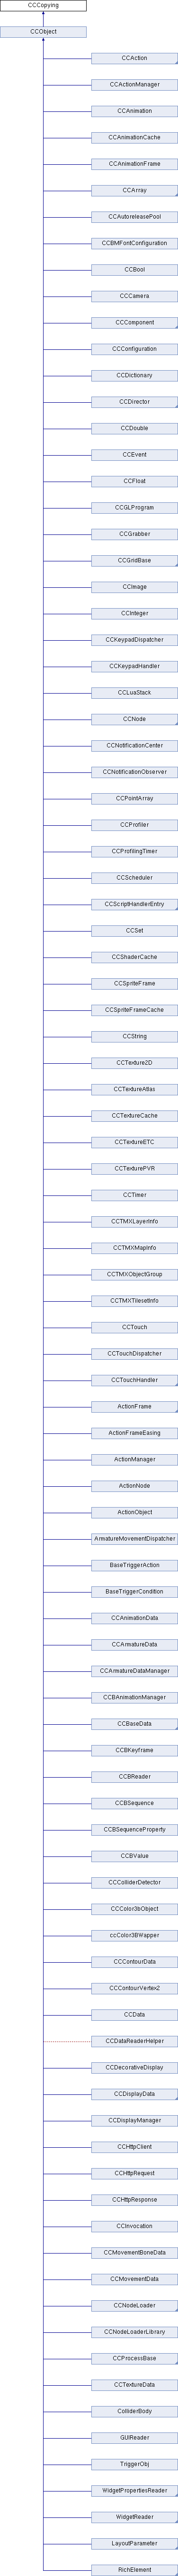 CCCopying
CCObject
CCAction
CCActionManager
CCAnimation
CCAnimationCache
CCAnimationFrame
CCArray
CCAutoreleasePool
CCBMFontConfiguration
CCBool
CCCamera
CCComponent
CCConfiguration
CCDictionary
CCDirector
CCDouble
CCEvent
CCFloat
CCGLProgram
CCGrabber
CCGridBase
CCImage
CCInteger
CCKeypadDispatcher
CCKeypadHandler
CCLuaStack
CCNode
CCNotificationCenter
CCNotificationObserver
CCPointArray
CCProfiler
CCProfilingTimer
CCScheduler
CCScriptHandlerEntry
CCSet
CCShaderCache
CCSpriteFrame
CCSpriteFrameCache
CCString
CCTexture2D
CCTextureAtlas
CCTextureCache
CCTextureETC
CCTexturePVR
CCTimer
CCTMXLayerInfo
CCTMXMapInfo
CCTMXObjectGroup
CCTMXTilesetInfo
CCTouch
CCTouchDispatcher
CCTouchHandler
ActionFrame
ActionFrameEasing
ActionManager
ActionNode
ActionObject
ArmatureMovementDispatcher
BaseTriggerAction
BaseTriggerCondition
CCAnimationData
CCArmatureData
CCArmatureDataManager
CCBAnimationManager
CCBaseData
CCBKeyframe
CCBReader
CCBSequence
CCBSequenceProperty
CCBValue
CCColliderDetector
CCColor3bObject
ccColor3BWapper
CCContourData
CCContourVertex2
CCData
CCDataReaderHelper
CCDecorativeDisplay
CCDisplayData
CCDisplayManager
CCHttpClient
CCHttpRequest
CCHttpResponse
CCInvocation
CCMovementBoneData
CCMovementData
CCNodeLoader
CCNodeLoaderLibrary
CCProcessBase
CCTextureData
ColliderBody
GUIReader
TriggerObj
WidgetPropertiesReader
WidgetReader
LayoutParameter
RichElement